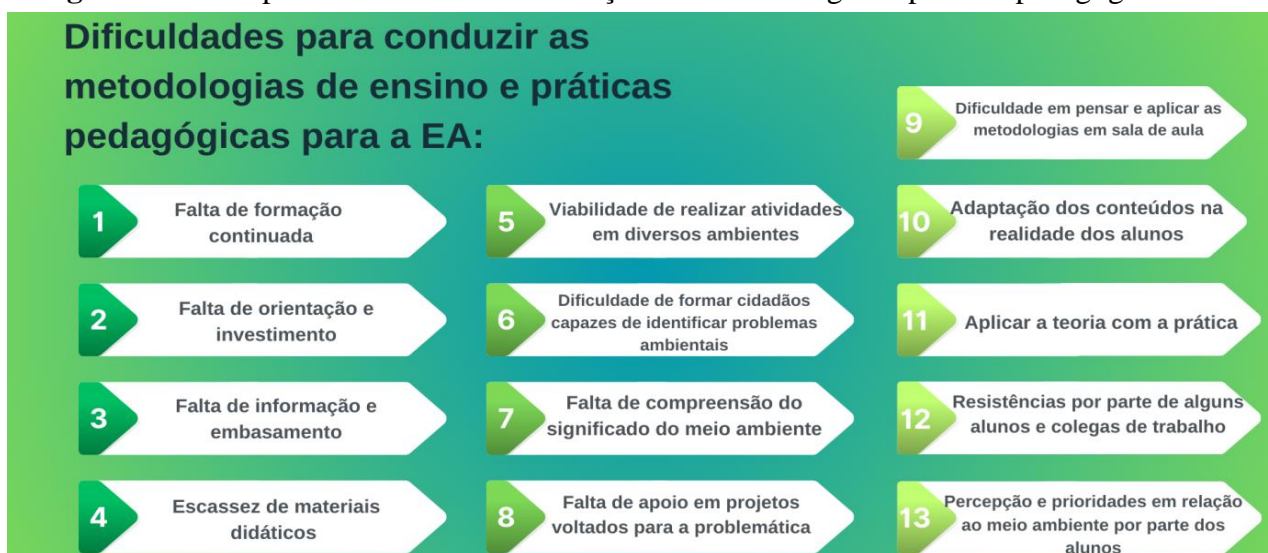 Dificuldades para conduzir as
metodologias de ensino e práticas
pedagógicas para a EA:
1
Falta de formação
continuada
2
Falta de orientação e
investimento
3
Falta de informação e
embasamento
4
Escassez de materiais
didáticos
5
Viabilidade de realizar atividades
em diversos ambientes
6
Dificuldade de formar cidadãos
capazes de identificar problemas
ambientais
7
Falta de compreensão do
significado do meio ambiente
8
Falta de apoio em projetos
voltados para a problemática
9
Dificuldade em pensar e aplicar as
metodologias em sala de aula
10
Adaptação dos conteúdos na
realidade dos alunos
11
Aplicar a teoria com a prática
12
Resistências por parte de alguns
alunos e colegas de trabalho
13
Percepção e prioridades em relação
ao meio ambiente por parte dos
alunos